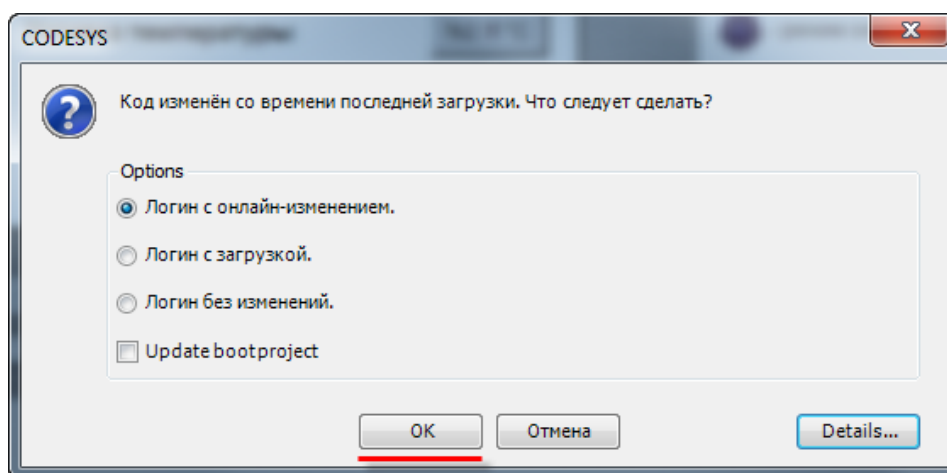 CODESYS
температуры
Код изменён со времени последней загрузки. Что следует сделать?
Options
Логин с онлайн-изменением.
Логин с загрузкой.
Логин без изменений.
Update bootproject
OK
Отмена
Details...